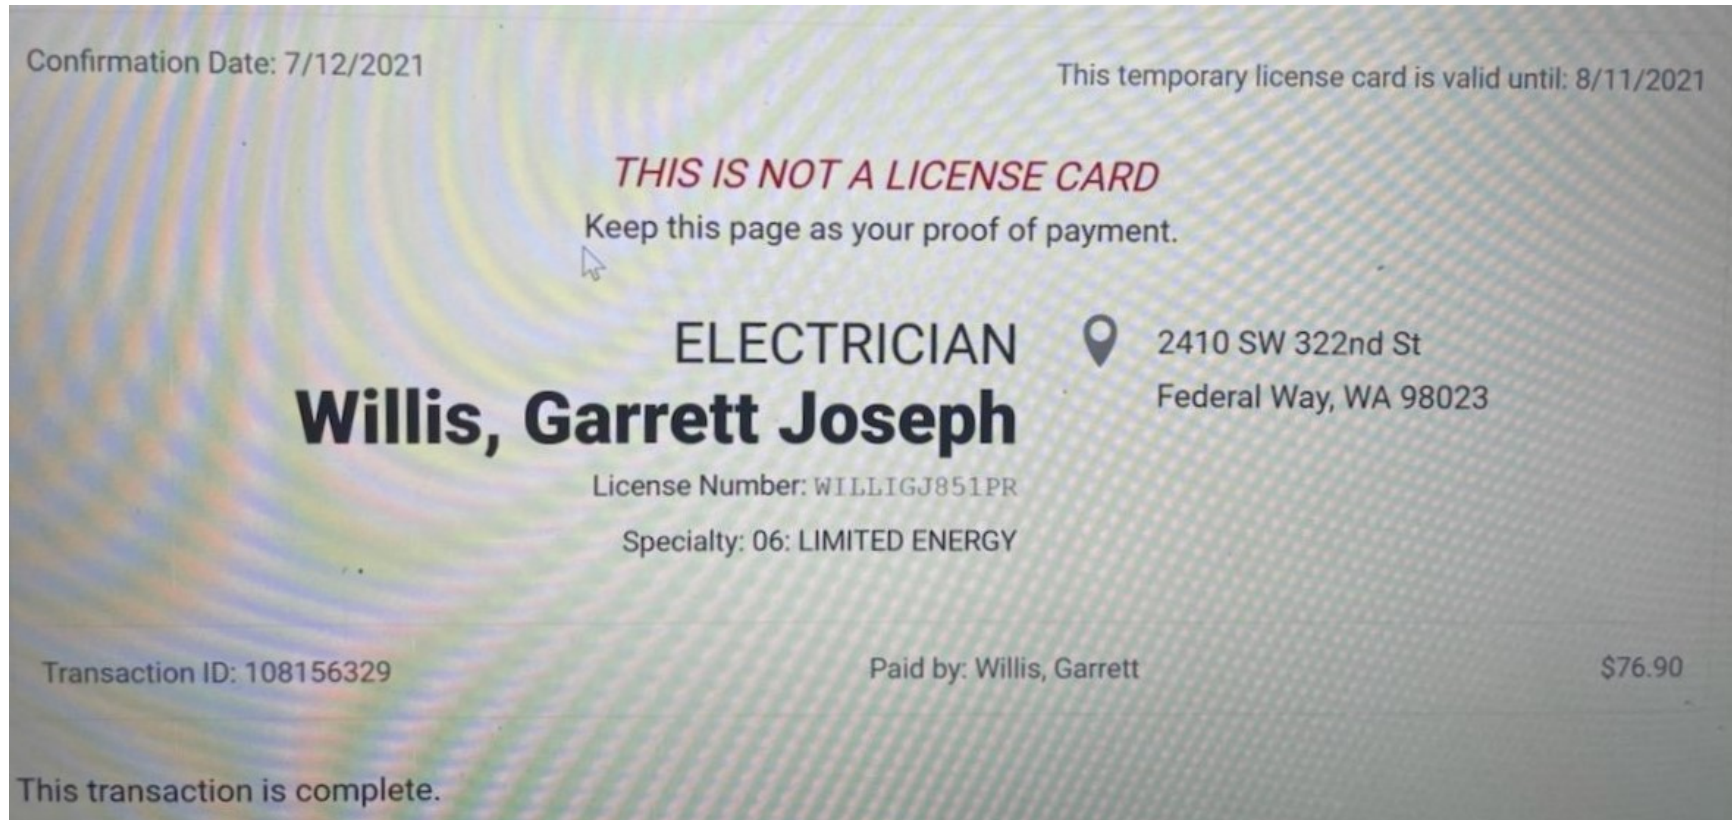 Confirmation Date: 7/12/2021
This temporary license card is valid until: 8/11/2021
THIS IS NOT A LICENSE CARD
Keep this page as your proof of payment.
ELECTRICIAN
Willis, Garrett Joseph
License Number: WILLIGJ851PR
Specialty: 06: LIMITED ENERGY
2410 SW 322nd St
Federal Way, WA 98023
Transaction ID: 108156329
Paid by: Willis, Garrett
$76.90
This transaction is complete.